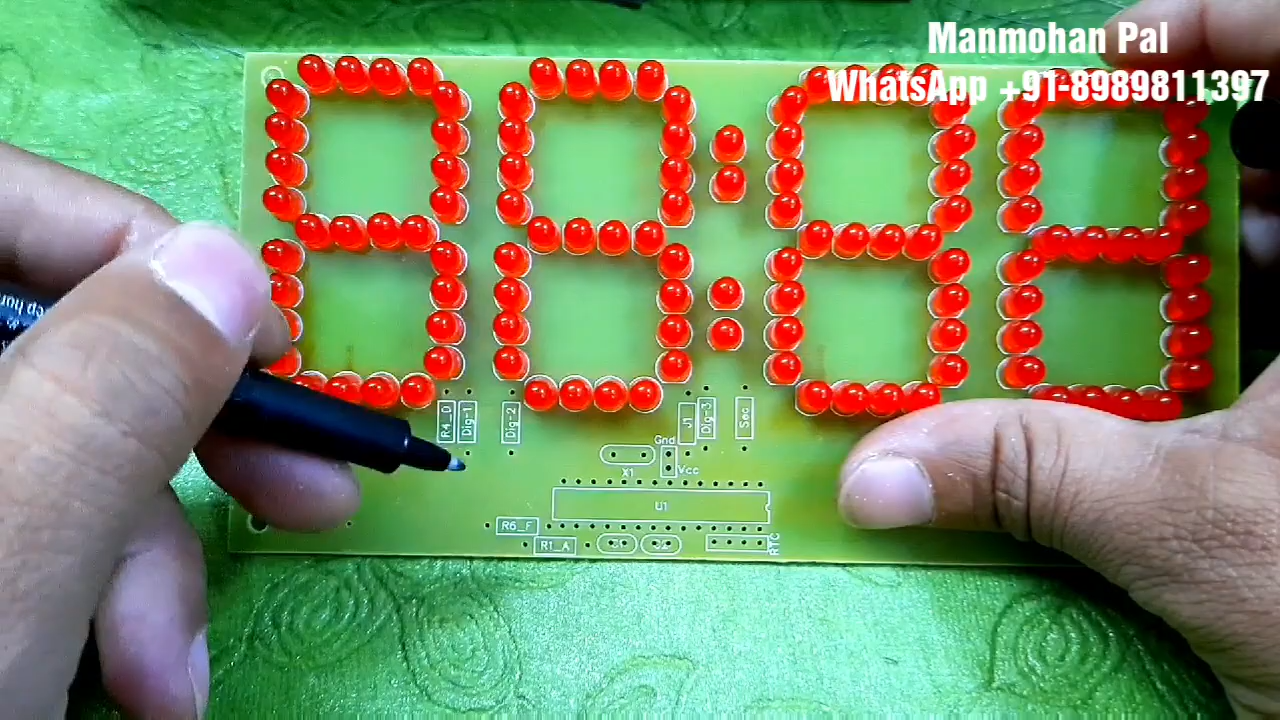 Manmohan Pal
WhatsApp +91-8989811397
R4_D
Dig-1
Dig-2
J1
Dig-3
Sec
Gnd
Vcc
X1
U1
R6_F
R1_A
RTC